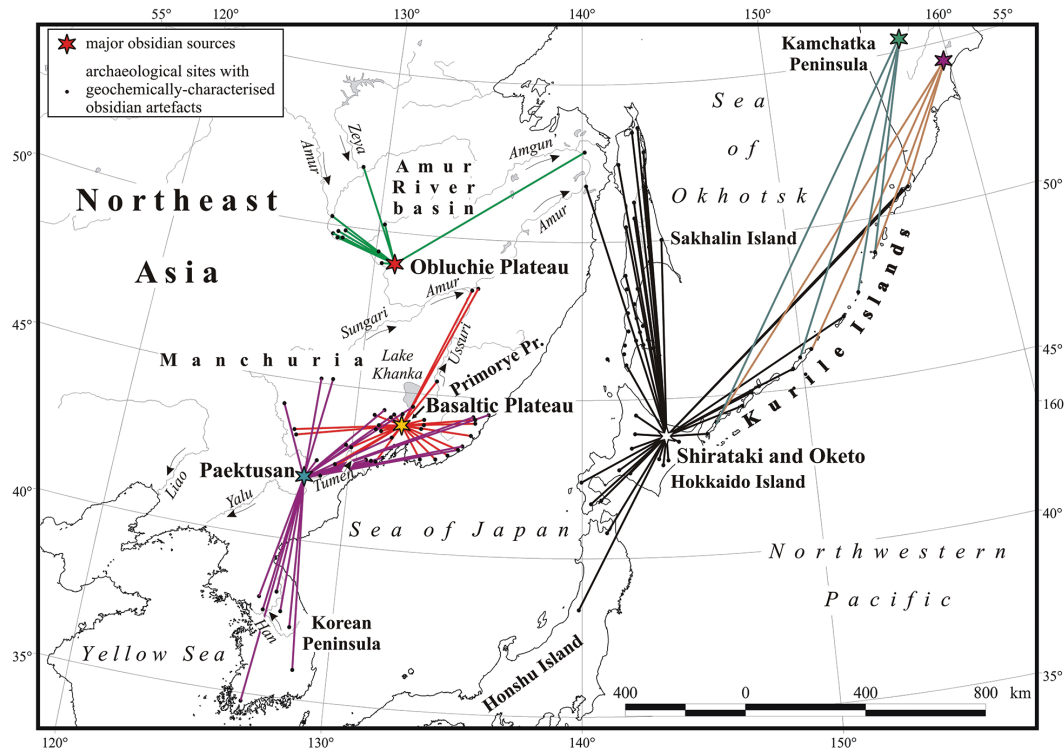 55°
120°
130°
140°
150°
160°
55°
major obsidian sources
archaeological sites with
geochemically-characterised
obsidian artefacts
Kamchatka
Peninsula
Sea
of
Okhotsk
50°
50°
Amur
Zeya
Amur
River
basin
Amgun'
Amur
Northeast
Asia
Sakhalin Island
Obluchie Plateau
Amur
Sungari
Ussuri
Kurile Islands
45°
45°
Manchuria
Lake
Khanka
Primorye Pr.
Basaltic Plateau
160
Paektusan
Tumen
Shirataki and Oketo
Hokkaido Island
Liao
Yalu
40°
40°
Sea of Japan
Northwestern
Pacific
Han
Korean
Peninsula
Yellow Sea
Honshu Island
35°
35°
400
0
400
800
km
120°
130°
140°
150°